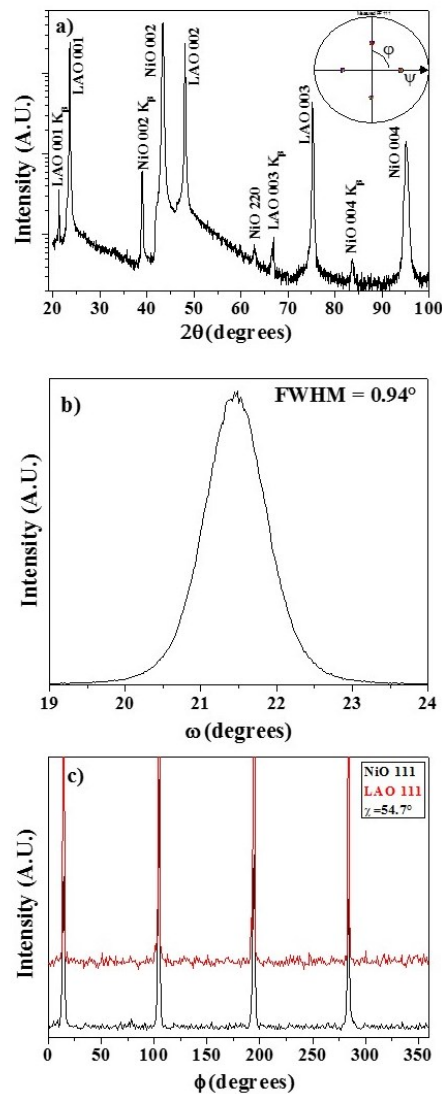 a)
LAO 001 Kβ
LAO 001
NiO 002 Kβ
NiO 002
LAO 002
NiO 220
LAO 003 Kβ
LAO 003
NiO 004 Kβ
NiO 004
φ
ψ
Intensity (A.U.)
20 30 40 50 60 70 80 90 100
2θ (degrees)
b)
FWHM = 0.94°
Intensity (A.U.)
19 20 21 22 23 24
ω (degrees)
c)
NiO 111
LAO 111
χ =54.7°
Intensity (A.U.)
0 50 100 150 200 250 300 350
ϕ (degrees)